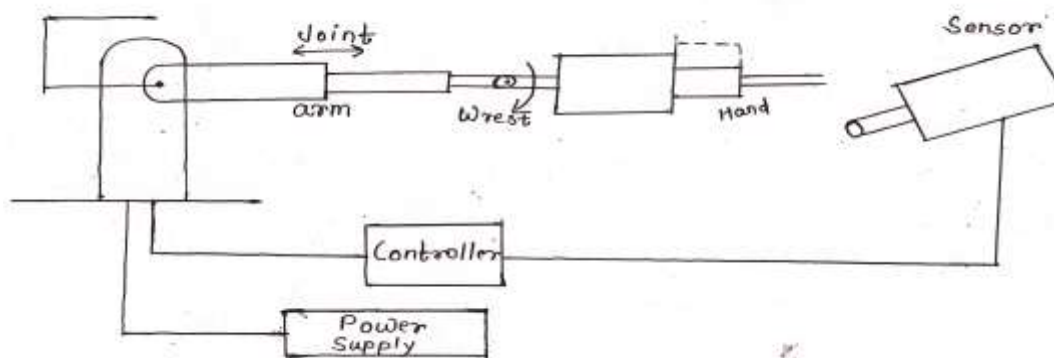 Sensor
Joint
arm
Wrest
Hand
Controller
Power
Supply